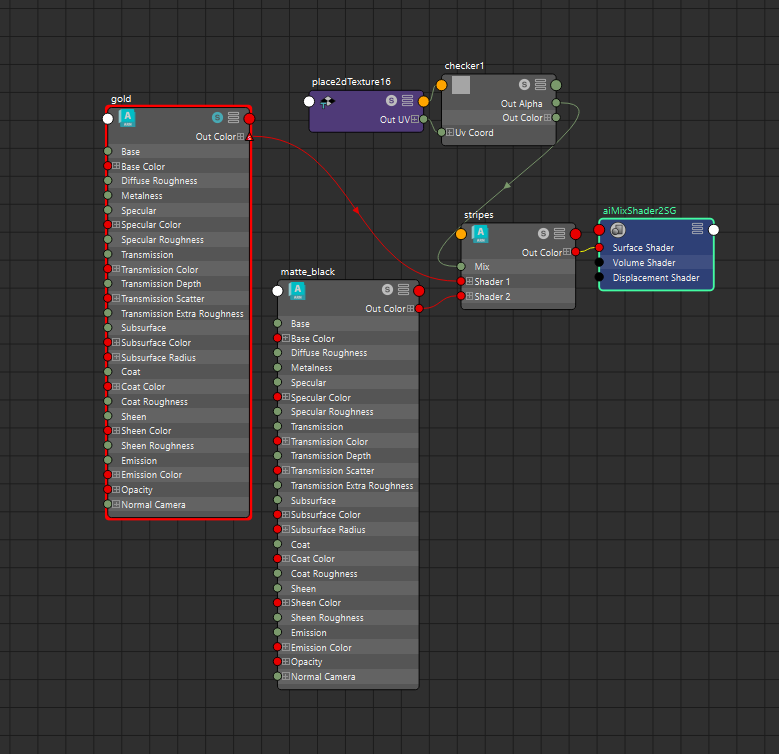 gold
Out Color
Base
Base Color
Diffuse Roughness
Metalness
Specular
Specular Color
Specular Roughness
Transmission
Transmission Color
Transmission Depth
Transmission Scatter
Transmission Extra Roughness
Subsurface
Subsurface Color
Subsurface Radius
Coat
Coat Color
Coat Roughness
Sheen
Sheen Color
Sheen Roughness
Emission
Emission Color
Opacity
Normal Camera
place2dTexture16
Out UV
checker1
Out Alpha
Out Color
Uv Coord
matte_black
Out Color
Base
Base Color
Diffuse Roughness
Metalness
Specular
Specular Color
Specular Roughness
Transmission
Transmission Color
Transmission Depth
Transmission Scatter
Transmission Extra Roughness
Subsurface
Subsurface Color
Subsurface Radius
Coat
Coat Color
Coat Roughness
Sheen
Sheen Color
Sheen Roughness
Emission
Emission Color
Opacity
Normal Camera
stripes
Out Color
Mix
Shader 1
Shader 2
aiMixShader2SG
Surface Shader
Volume Shader
Displacement Shader